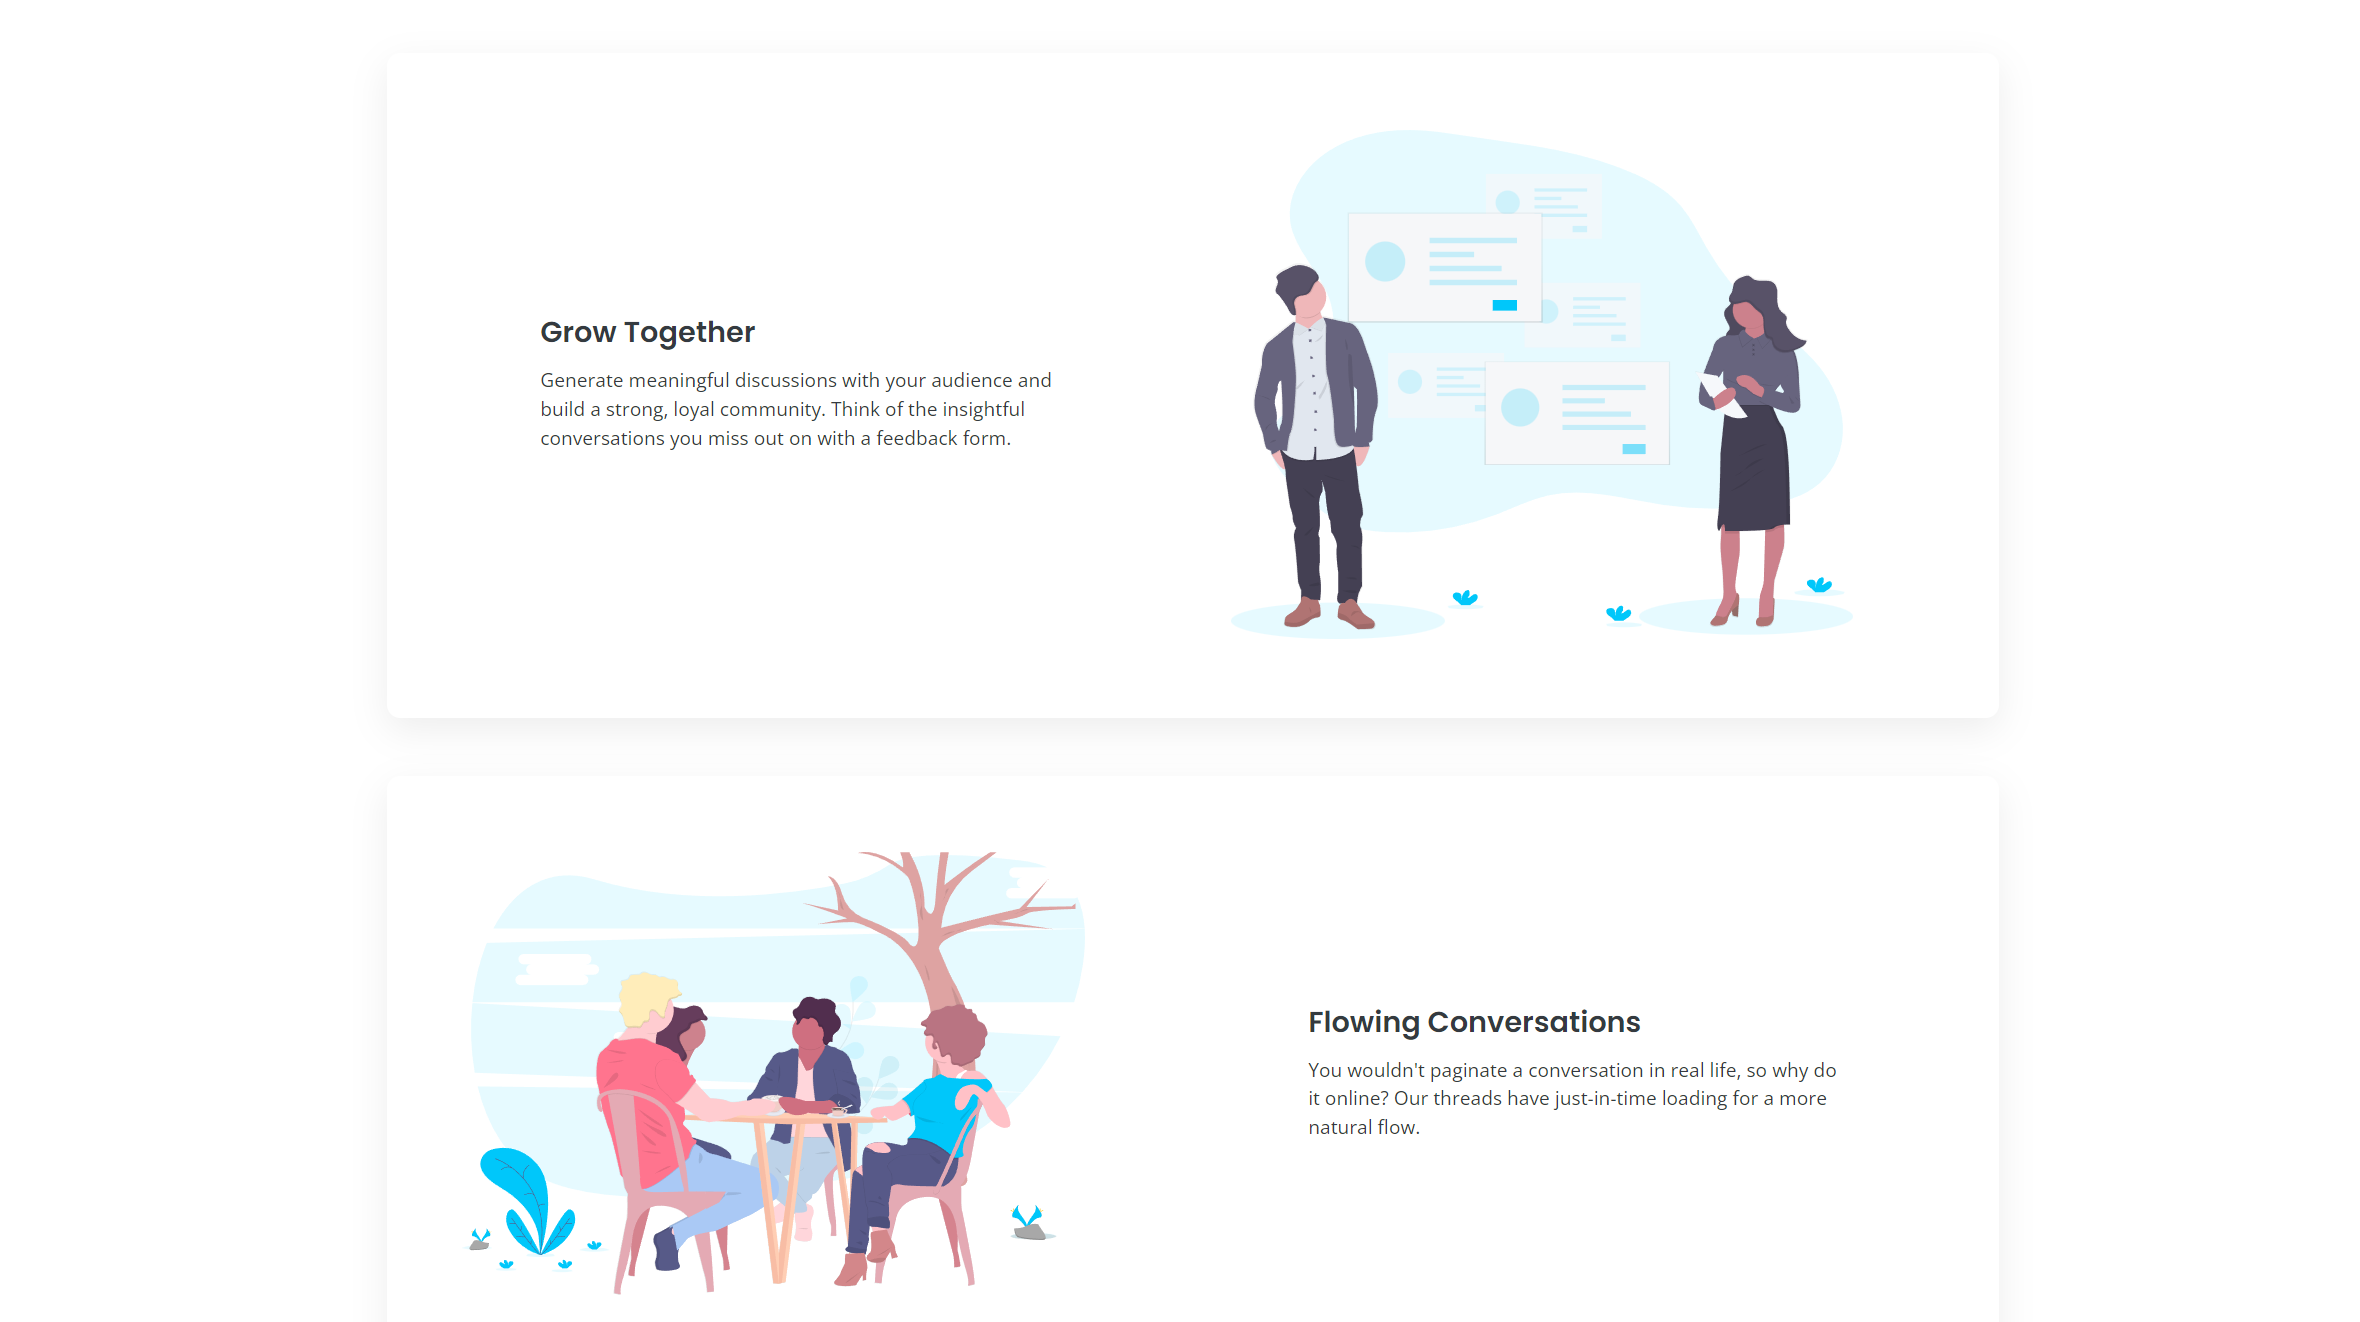 Grow Together
Generate meaningful discussions with your audience and
build a strong, loyal community. Think of the insightful
conversations you miss out on with a feedback form.
Flowing Conversations
You wouldn't paginate a conversation in real life, so why do
it online? Our threads have just-in-time loading for a more
natural flow.